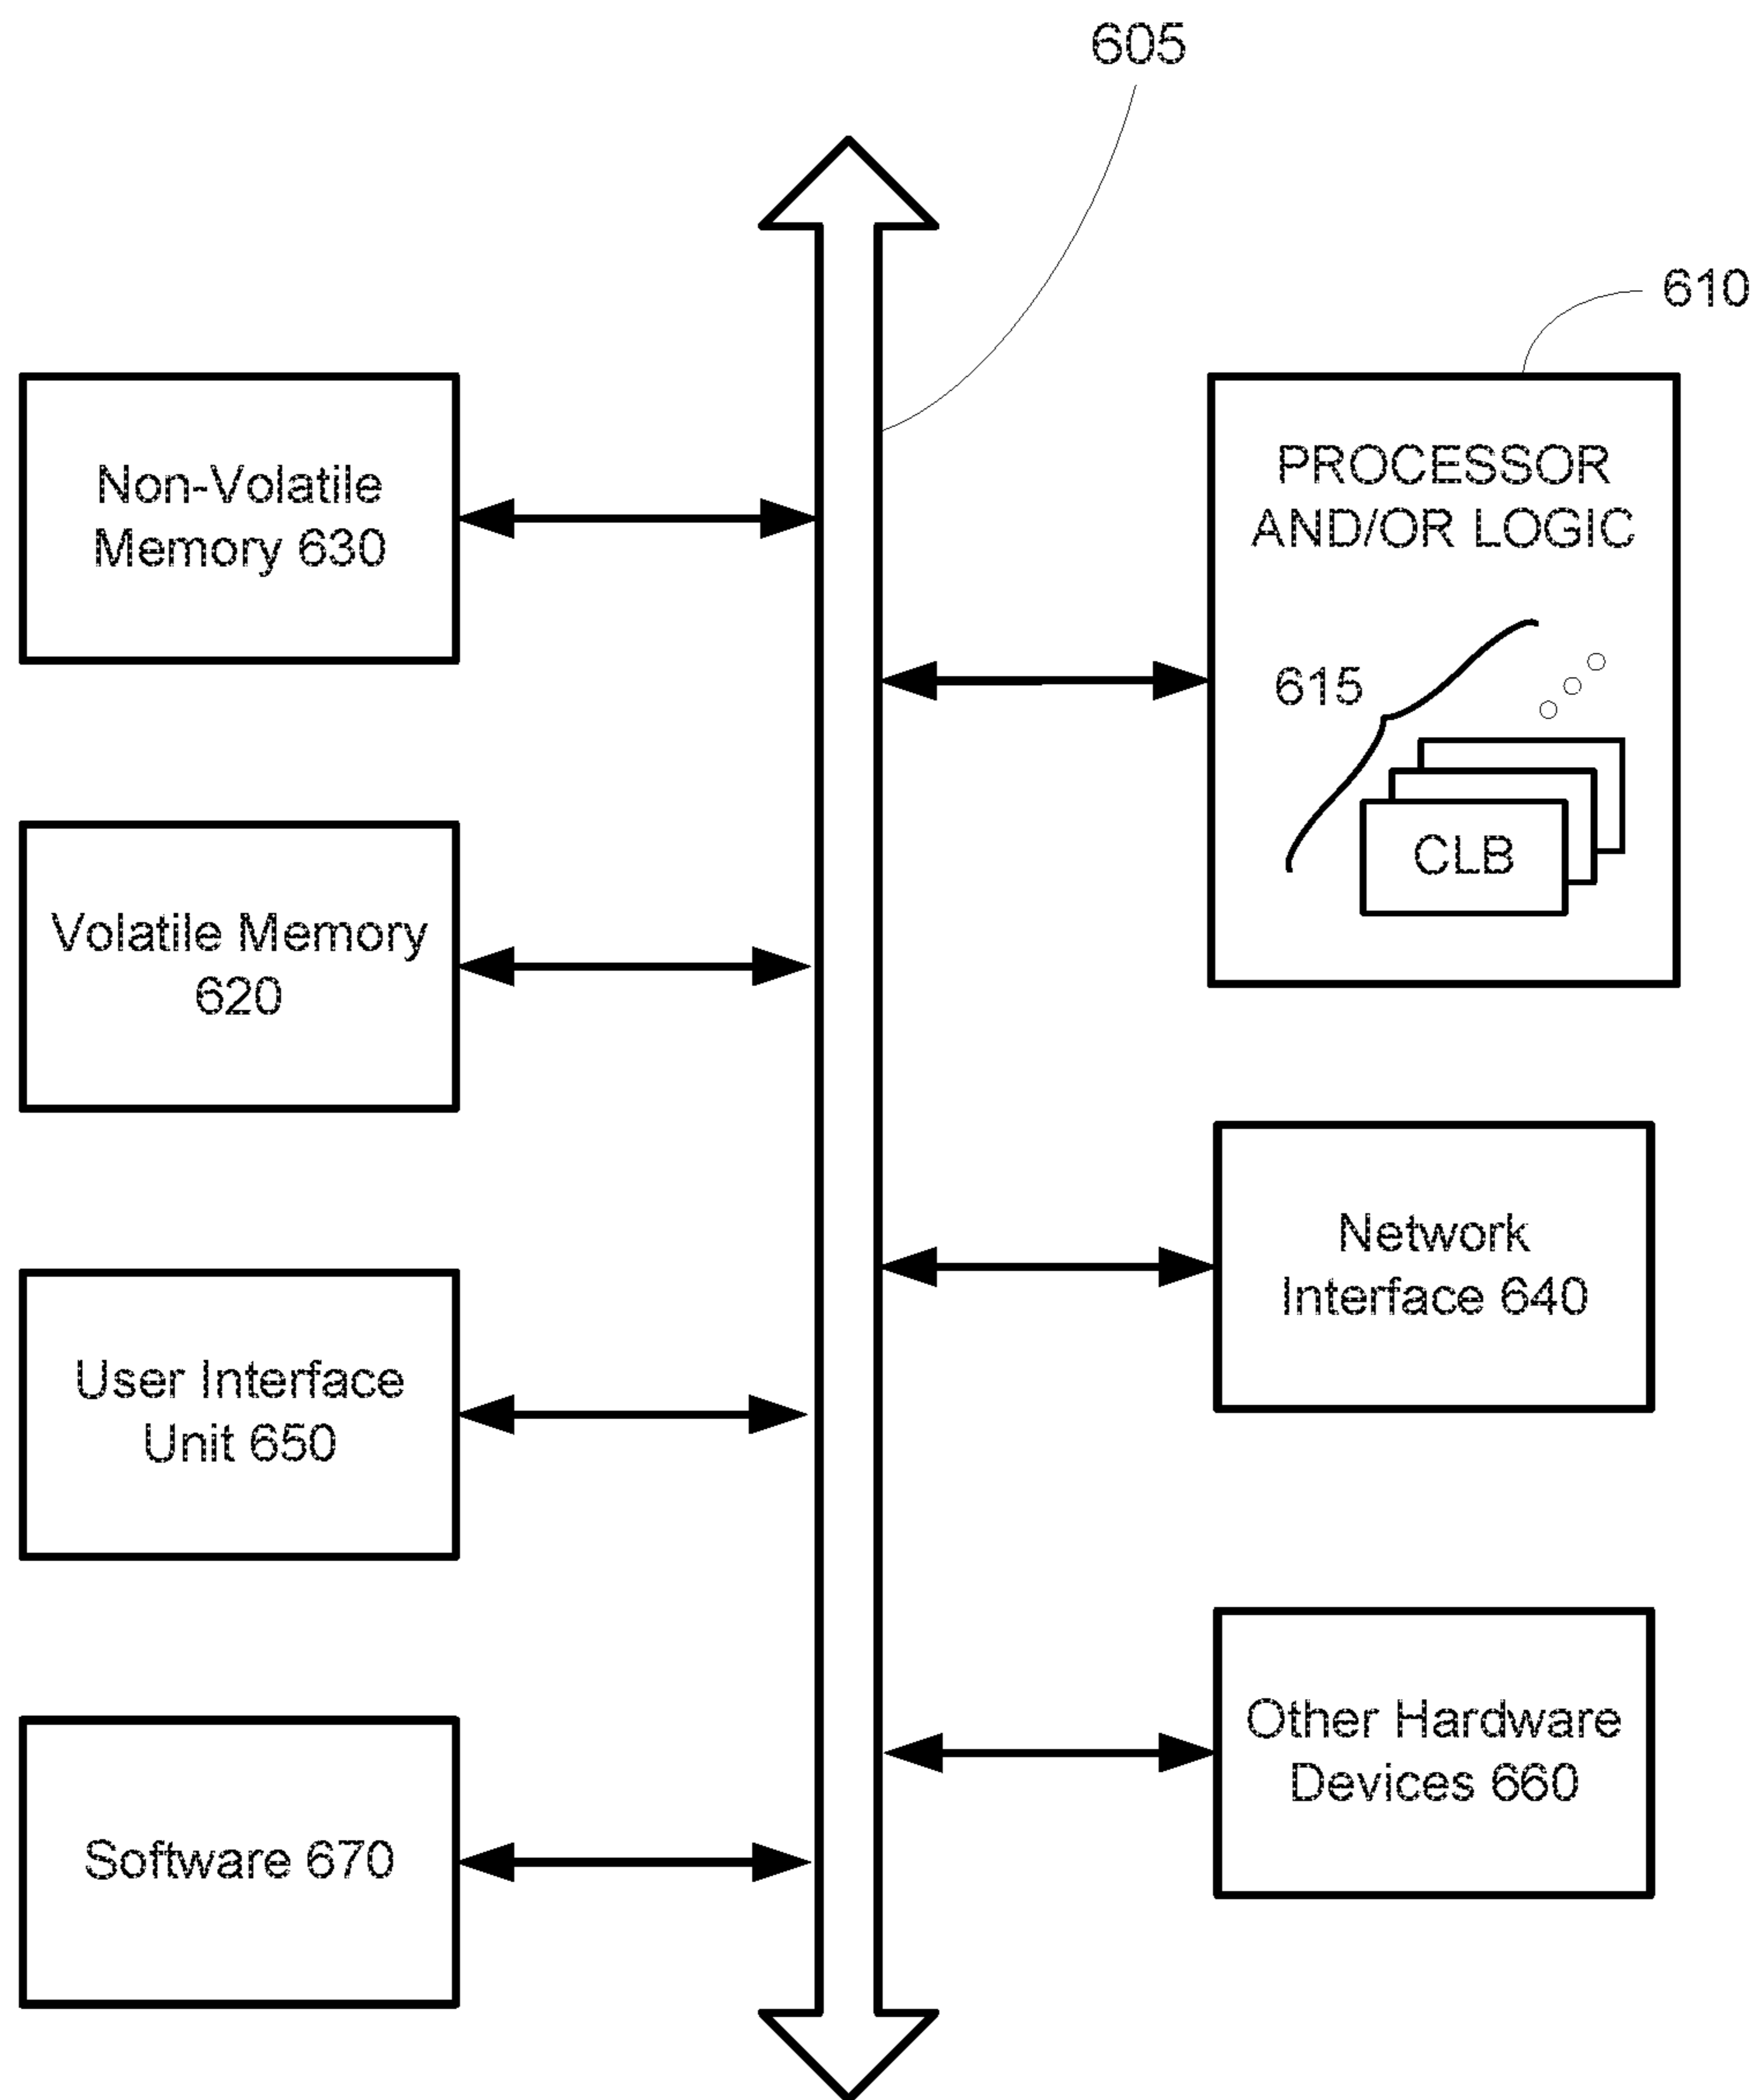 605
610
Non-Volatile
Memory 630
PROCESSOR
AND/OR LOGIC
615
CLB
Volatile Memory
620
Network
Interface 640
User Interface
Unit 650
Other Hardware
Devices 660
Software 670